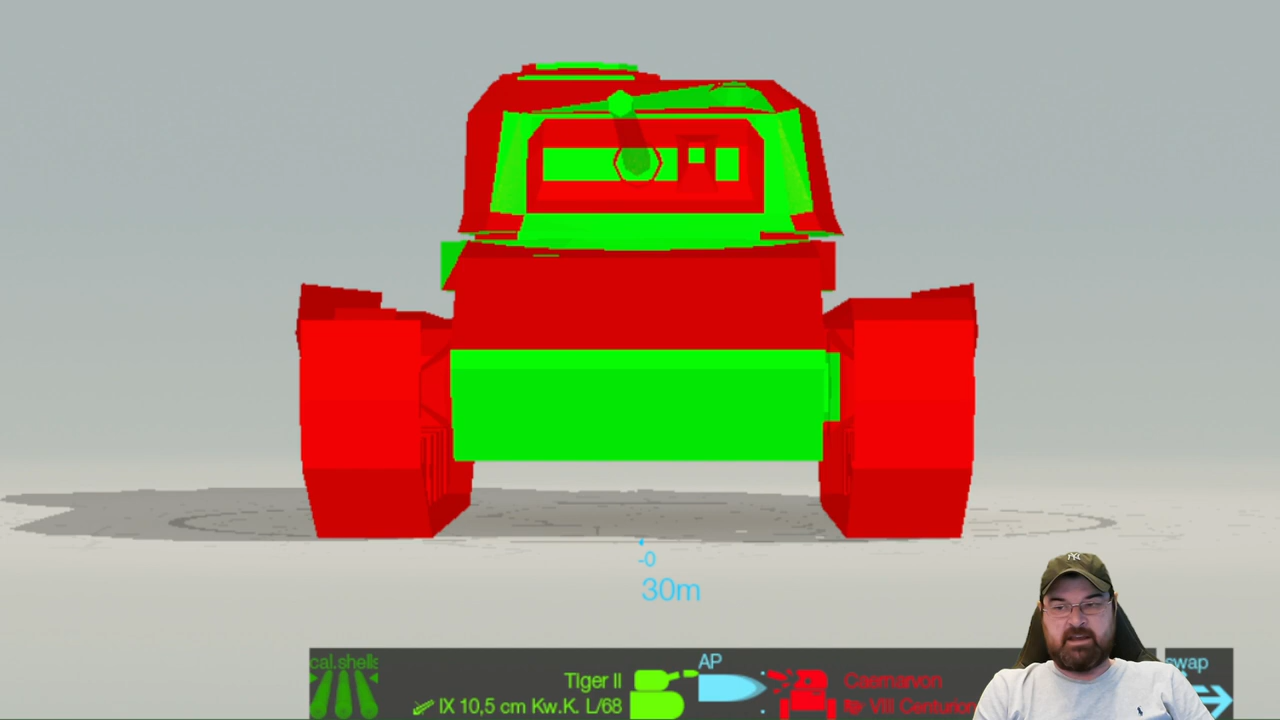 -0
30m
cal.shells
Tiger II
IX 10,5 cm Kw.K. L/68
AP
Caernarvon
VIII Centurion
swap